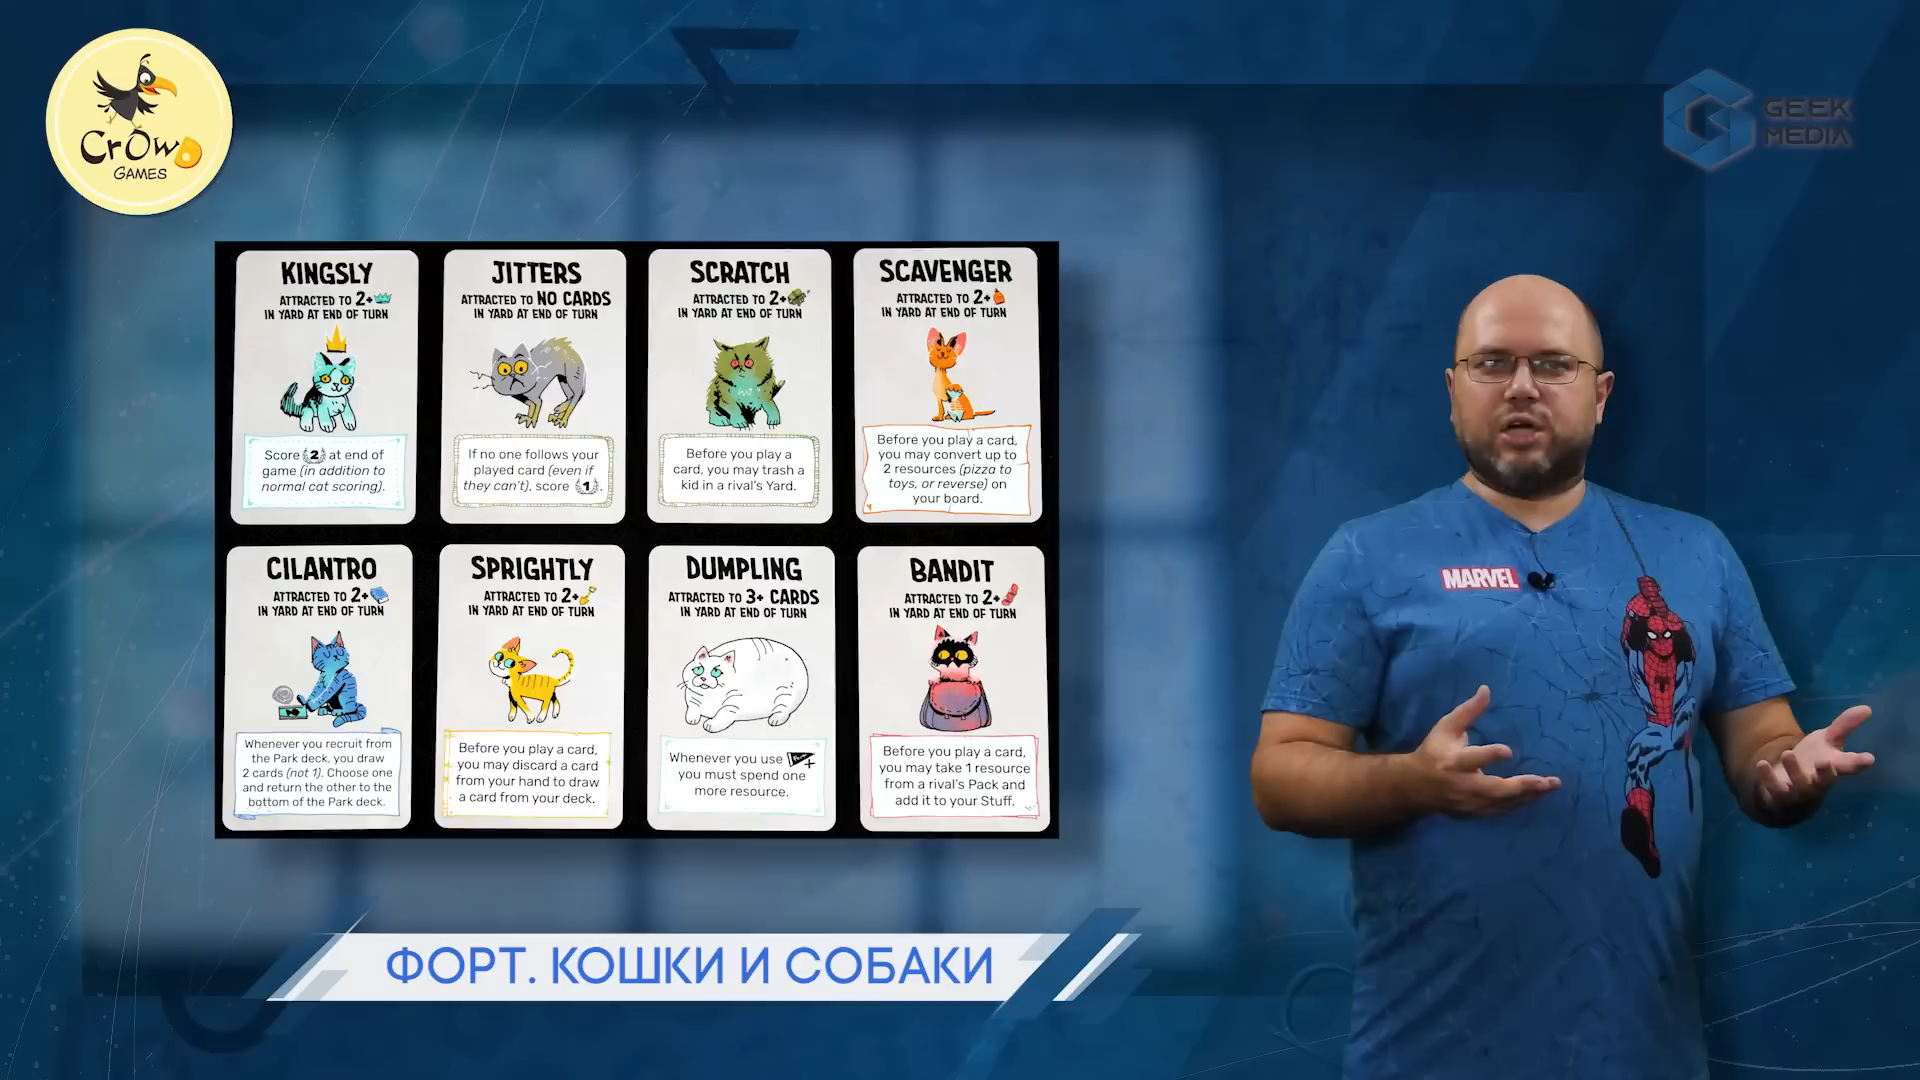 CrOwD
GAMES
GEEK
MEDIA
KINGSLY
ATTRACTED TO 2+
IN YARD AT END OF TURN
Score 2 at end of
game (in addition to
normal cat scoring).
JITTERS
ATTRACTED TO NO CARDS
IN YARD AT END OF TURN
If no one follows your
played card (even if
they can't), score 1.
SCRATCH
ATTRACTED TO 2+
IN YARD AT END OF TURN
Before you play a
card, you may trash a
kid in a rival's Yard.
SCAVENGER
ATTRACTED TO 2+
IN YARD AT END OF TURN
Before you play a card,
you may convert up to
2 resources (pizza to
toys, or reverse) on
your board.
CILANTRO
ATTRACTED TO 2+
IN YARD AT END OF TURN
Whenever you recruit from
the Park deck, you draw
2 cards (not 1). Choose one
and return the other to the
bottom of the Park deck.
SPRIGHTLY
ATTRACTED TO 2+
IN YARD AT END OF TURN
Before you play a card,
you may discard a card
from your hand to draw
a card from your deck.
DUMPLING
ATTRACTED TO 3+ CARDS
IN YARD AT END OF TURN
Whenever you use
you must spend one
more resource.
BANDIT
ATTRACTED TO 2+
IN YARD AT END OF TURN
Before you play a card,
you may take 1 resource
from a rival's Pack and
add it to your Stuff.
MARVEL
ФОРТ. КОШКИ И СОБАКИ